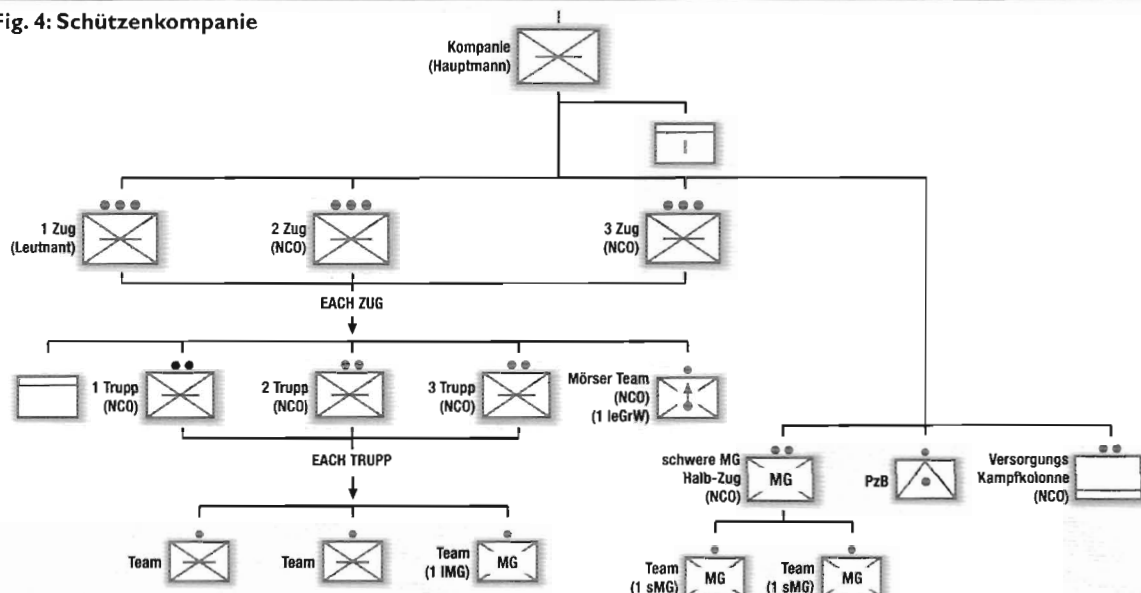 Fig. 4: Schützenkompanie
Kompanie
(Hauptmann)
1 Zug
(Leutnant)
2 Zug
(NCO)
3 Zug
(NCO)
EACH ZUG
1 Trupp
(NCO)
2 Trupp
(NCO)
3 Trupp
(NCO)
Mörser Team
(NCO)
(1 leGrW)
EACH TRUPP
schwere MG
Halb-Zug
(NCO)
MG
PzB
Versorgungs
Kampfkolonne
(NCO)
Team
Team
Team
(1 lMG)
MG
Team
(1 sMG)
MG
Team
(1 sMG)
MG